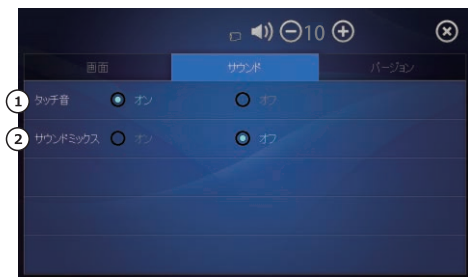 10
画面 サウンド バージョン
① タッチ音 オン オフ
② サウンドミックス オン オフ